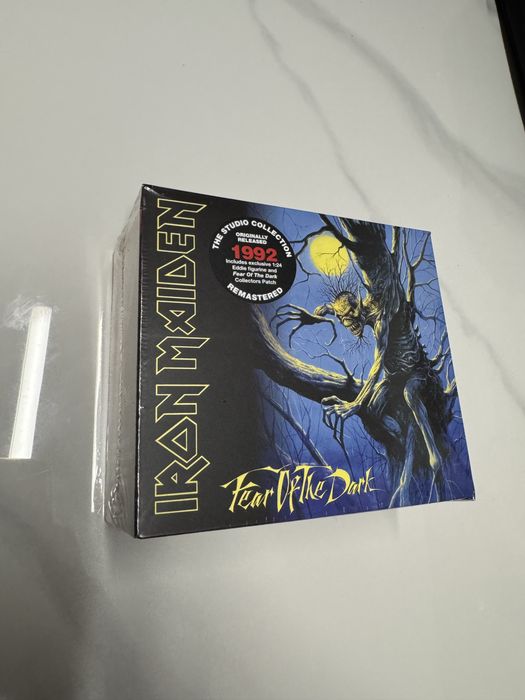 IRON MAIDEN
THE STUDIO COLLECTION
ORIGINALLY
RELEASED
1992
Includes exclusive 1:24
Eddie figurine and
Fear Of The Dark
Collectors Patch
REMASTERED
Fear Of The Dark